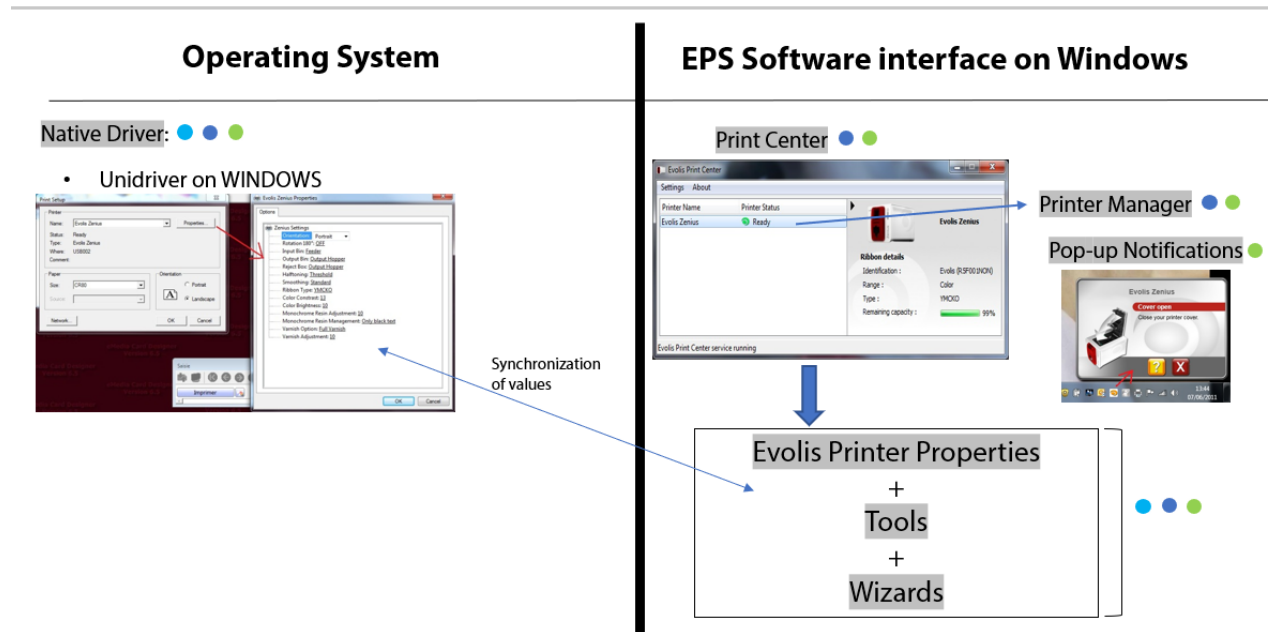 Operating System
EPS Software interface on Windows
Native Driver:
• Unidriver on WINDOWS
Print Setup
Printer
Name: Evolis Zenius
Properties...
Status: Ready
Type: Evolis Zenius
Where: USB002
Comment:
Paper
Size: CR80
Source:
Orientation
Portrait
Landscape
Network...
OK
Cancel
Evolis Zenius Properties
Options
Zenius Settings
Orientation: Portrait
Rotation 180°: OFF
Input Bin: Feeder
Output Bin: Output Hopper
Reject Box: Output Hopper
Halftoning: Threshold
Smoothing: Standard
Ribbon Type: YMCKO
Color Constrast: 10
Color Brightness: 10
Monochrome Resin Adjustment: 10
Monochrome Resin Management: Only black text
Varnish Option: Full Varnish
Varnish Adjustment: 10
OK
Cancel
Imprimer
Synchronization
of values
Print Center
Evolis Print Center
Settings About
Printer Name Printer Status
Evolis Zenius Ready
Evolis Zenius
Ribbon details
Identification : Evolis (R5F001NON)
Range : Color
Type : YMCKO
Remaining capacity : 99%
Evolis Print Center service running
Printer Manager
Pop-up Notifications
Evolis Zenius
Cover open
Close your printer cover.
?
X
13:44
07/06/2011
Evolis Printer Properties
+
Tools
+
Wizards